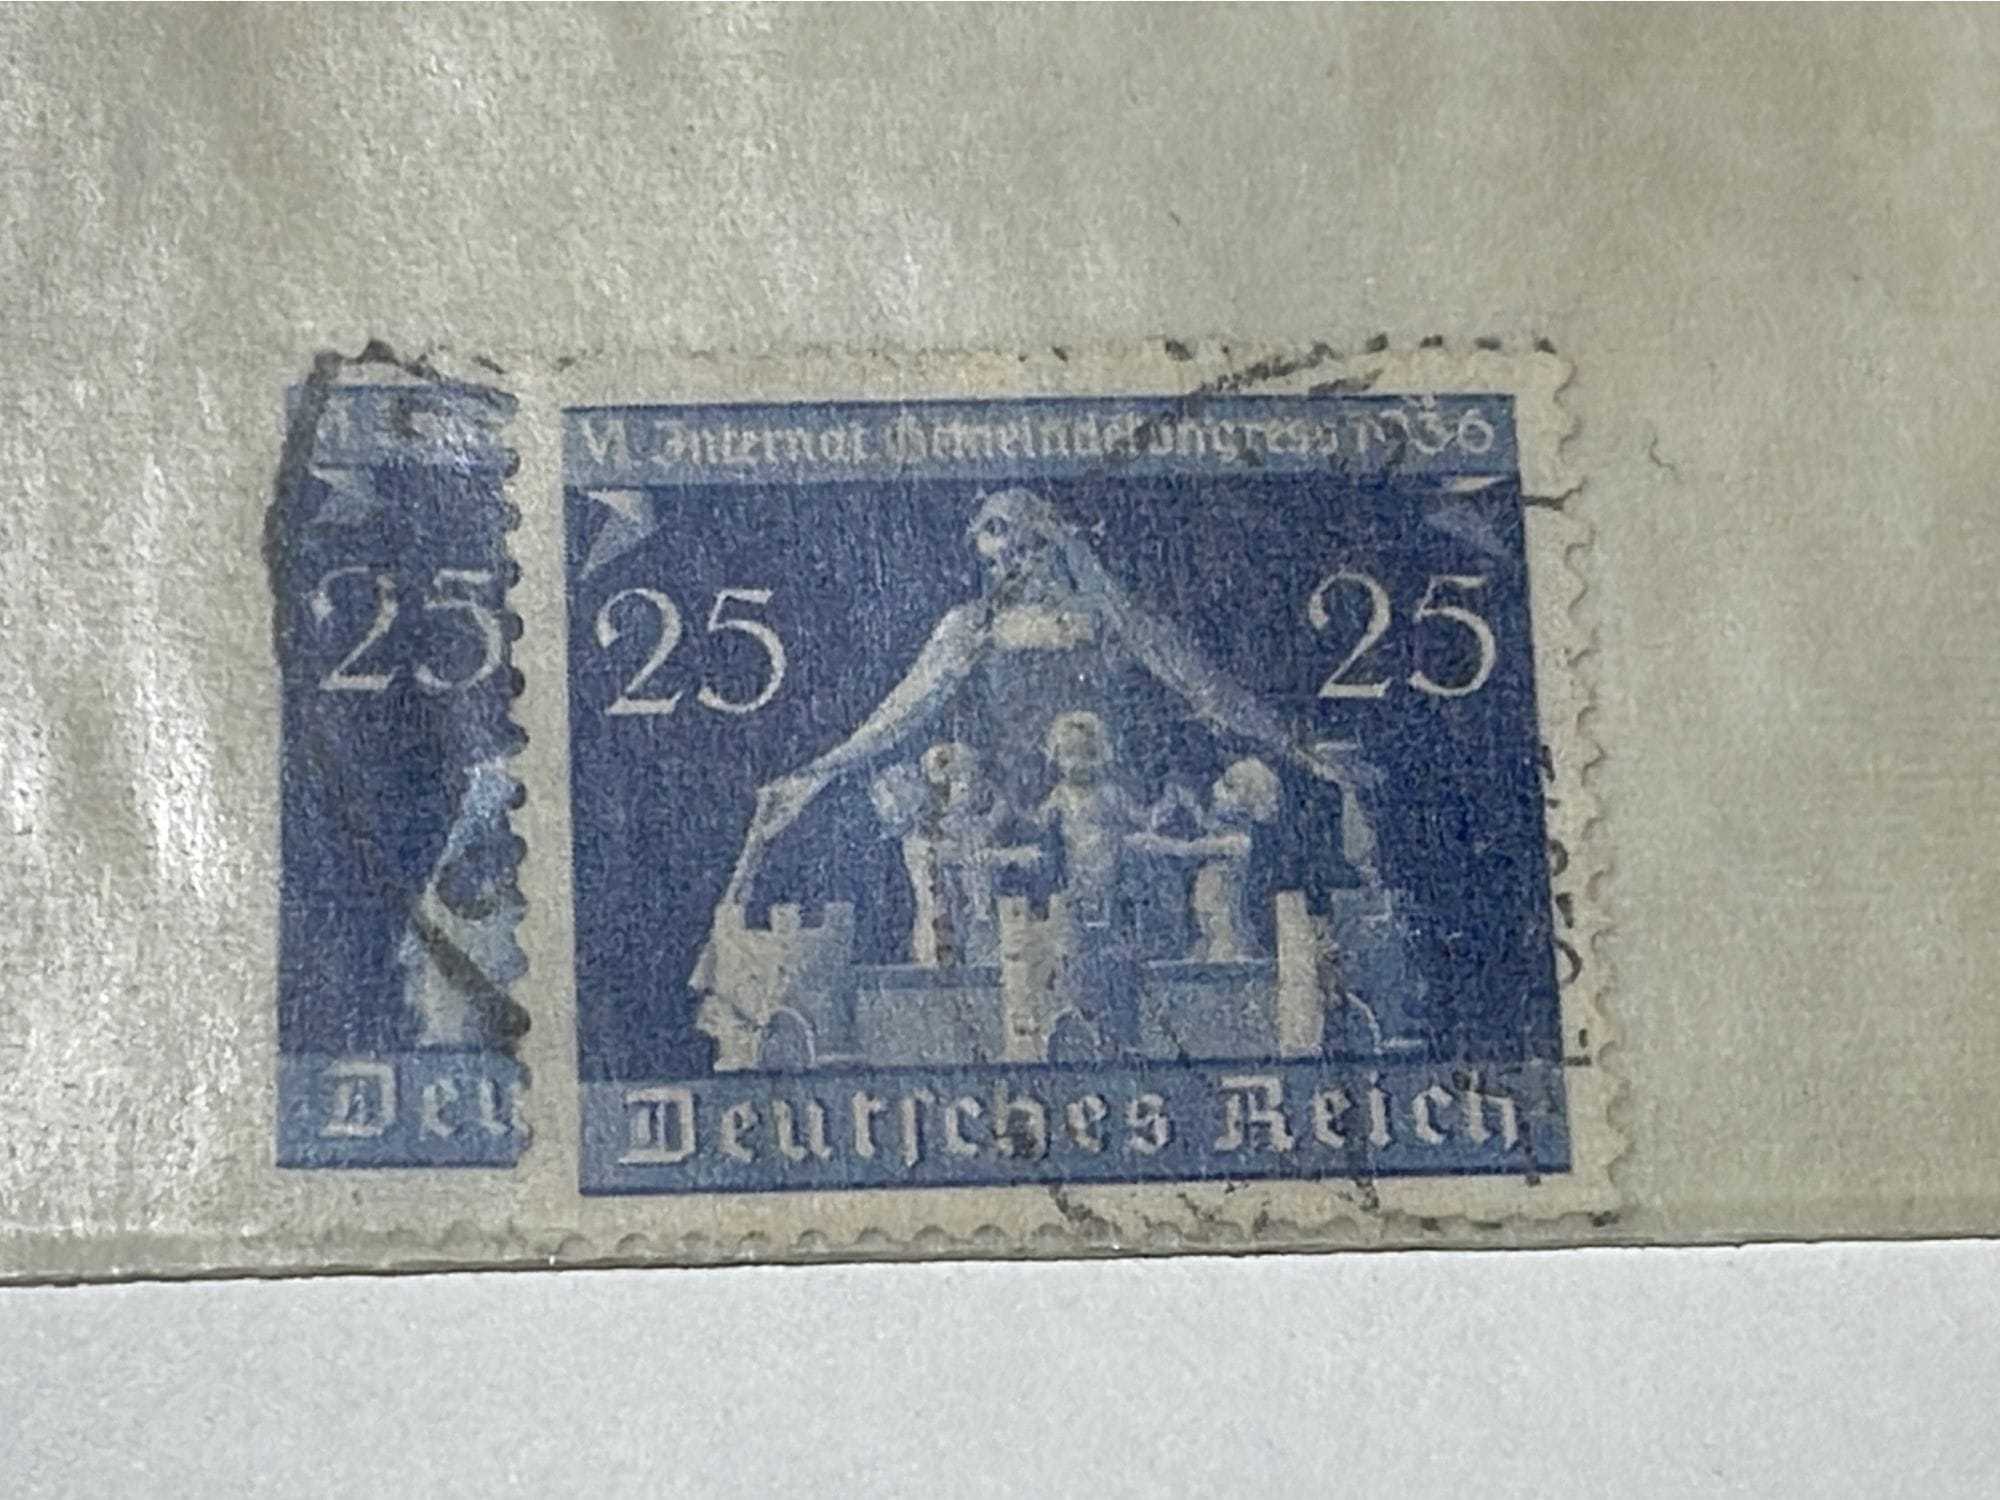 25
Deu
VI. Internat. Gemeindekongress 1936
25 25
Deutsches Reich